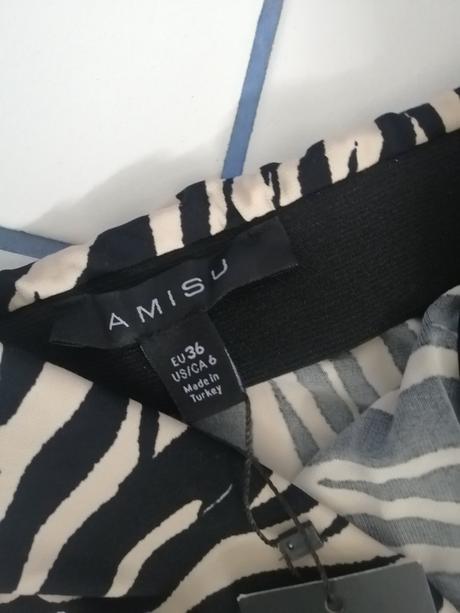 AMISU
EU 36
US/CA 6
Made in
Turkey